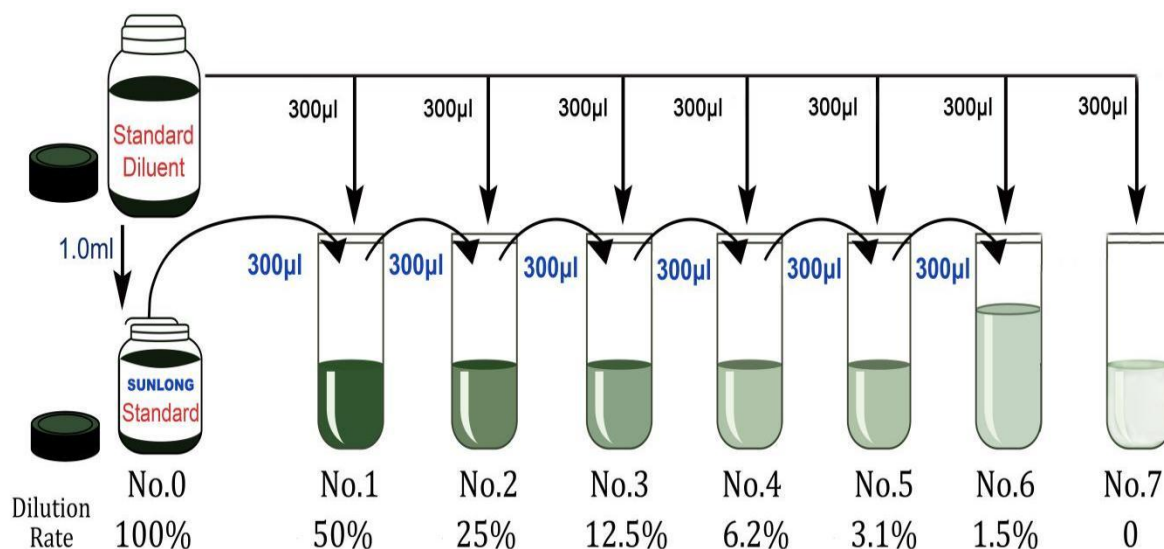 300µl 300µl 300µl 300µl 300µl 300µl 300µl
Standard
Diluent
1.0ml
300µl 300µl 300µl 300µl 300µl 300µl
SUNLONG
Standard
No.0 No.1 No.2 No.3 No.4 No.5 No.6 No.7
Dilution
Rate 100% 50% 25% 12.5% 6.2% 3.1% 1.5% 0